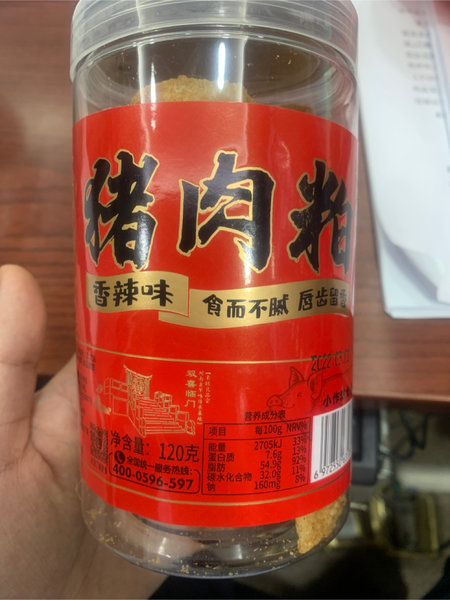 猪肉粕
香辣味
食而不腻 唇齿留香
双喜临门
净含量：120克
全国统一服务热线：
400-0596-597
营养成分表
项目 每100g NRV%
能量 2705kJ 33%
蛋白质 7.6g 13%
脂肪 54.9g 92%
碳水化合物 32.0g 11%
钠 160mg 8%